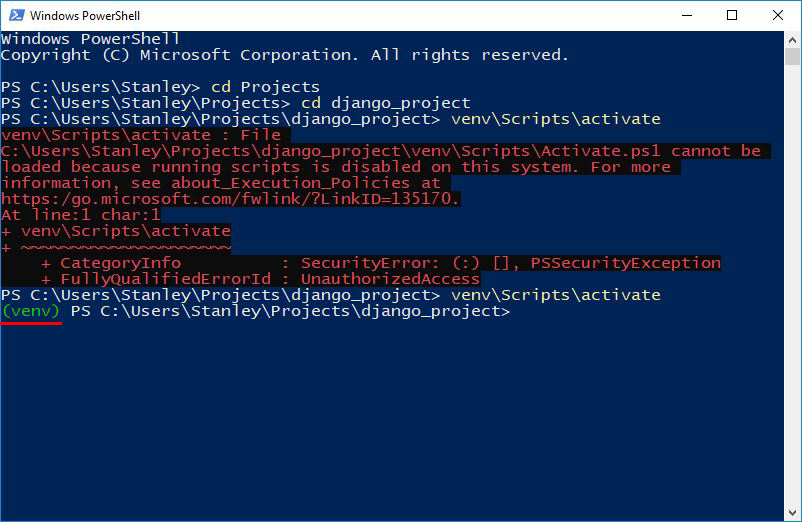 Windows PowerShell
Windows PowerShell
Copyright (C) Microsoft Corporation. All rights reserved.
PS C:\Users\Stanley> cd Projects
PS C:\Users\Stanley\Projects> cd django_project
PS C:\Users\Stanley\Projects\django_project> venv\Scripts\activate
venv\Scripts\activate : File
C:\Users\Stanley\Projects\django_project\venv\Scripts\Activate.ps1 cannot be
loaded because running scripts is disabled on this system. For more
information, see about_Execution_Policies at
https:/go.microsoft.com/fwlink/?LinkID=135170.
At line:1 char:1
+ venv\Scripts\activate
+ ~~~~~~~~~~~~~~~~~~~~~
    + CategoryInfo          : SecurityError: (:) [], PSSecurityException
    + FullyQualifiedErrorId : UnauthorizedAccess
PS C:\Users\Stanley\Projects\django_project> venv\Scripts\activate
(venv) PS C:\Users\Stanley\Projects\django_project>